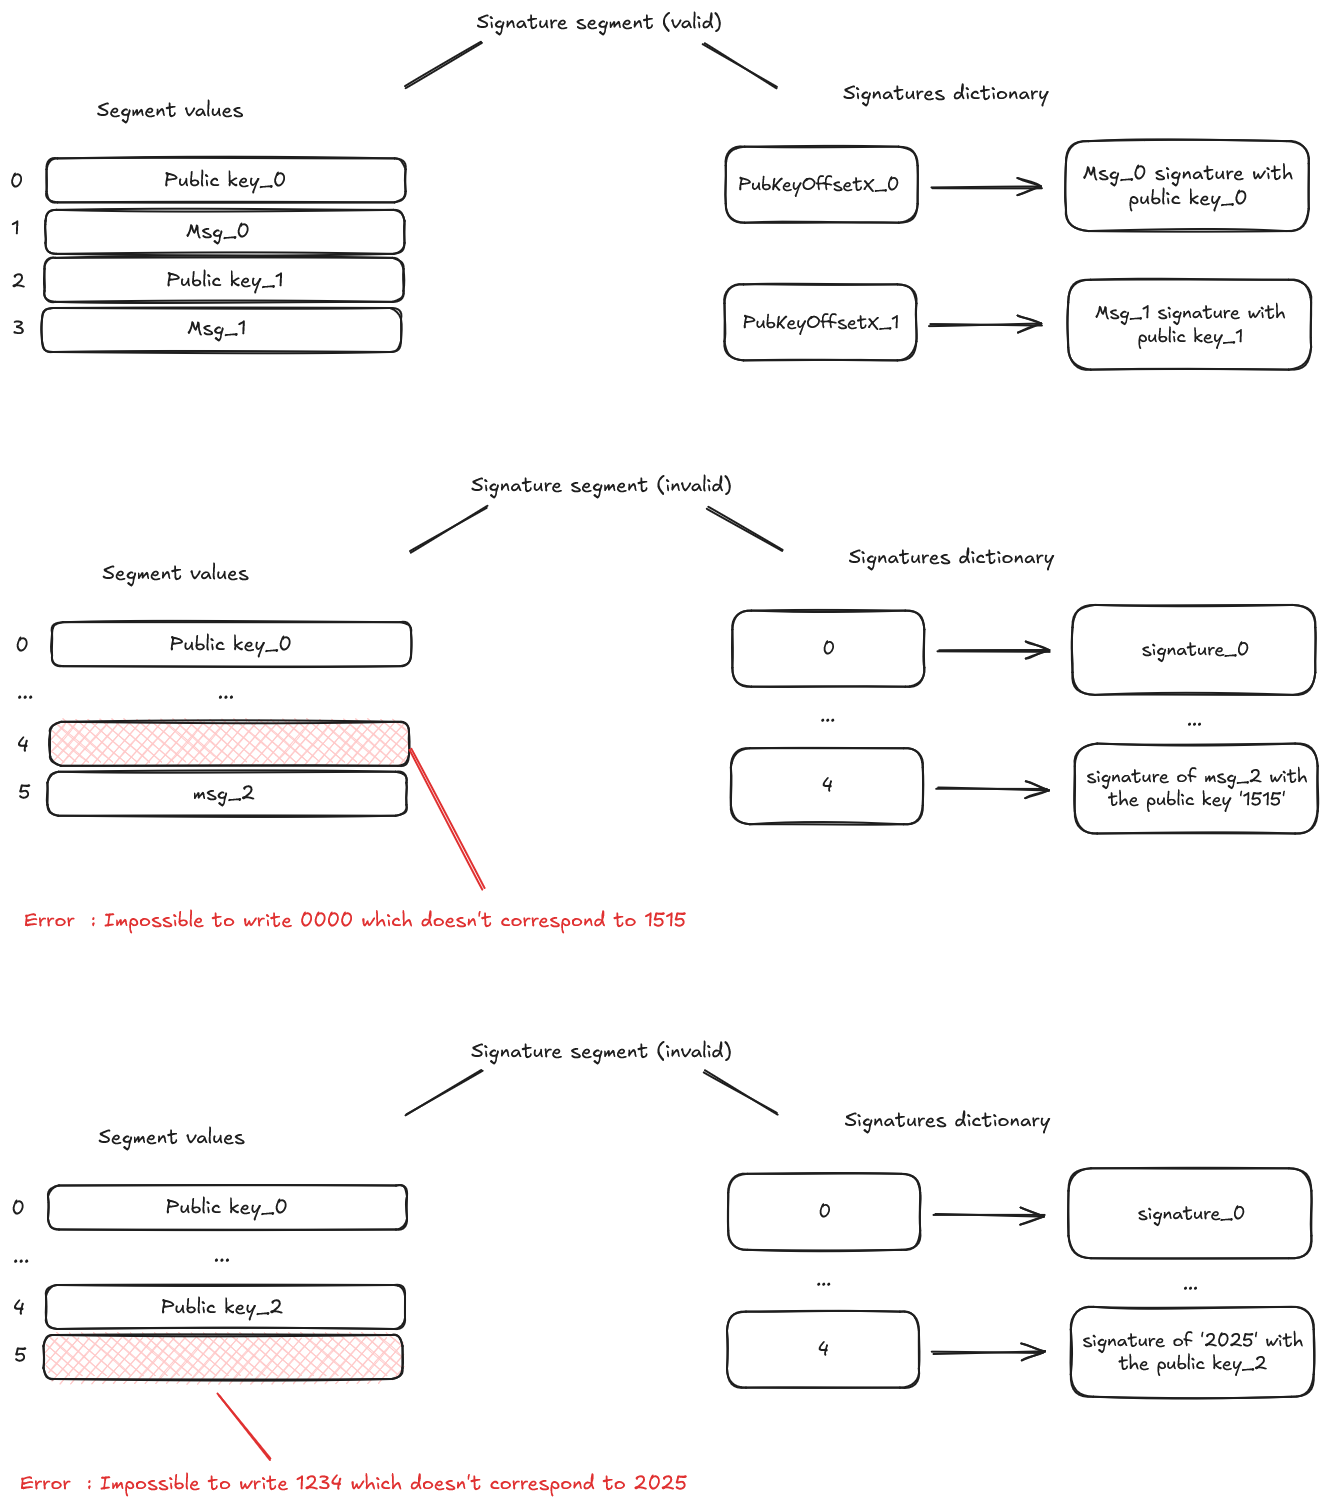 Signature segment (valid)
Segment values
Signatures dictionary
0
Public key_0
1
Msg_0
2
Public key_1
3
Msg_1
PubKeyOffsetX_0
Msg_0 signature with
public key_0
PubKeyOffsetX_1
Msg_1 signature with
public key_1
Signature segment (invalid)
Segment values
Signatures dictionary
0
Public key_0
...
...
4
5
msg_2
0
signature_0
...
...
4
signature of msg_2 with
the public key '1515'
Error : Impossible to write 0000 which doesn't correspond to 1515
Signature segment (invalid)
Segment values
Signatures dictionary
0
Public key_0
...
...
4
Public key_2
5
0
signature_0
...
...
4
signature of '2025' with
the public key_2
Error : Impossible to write 1234 which doesn't correspond to 2025